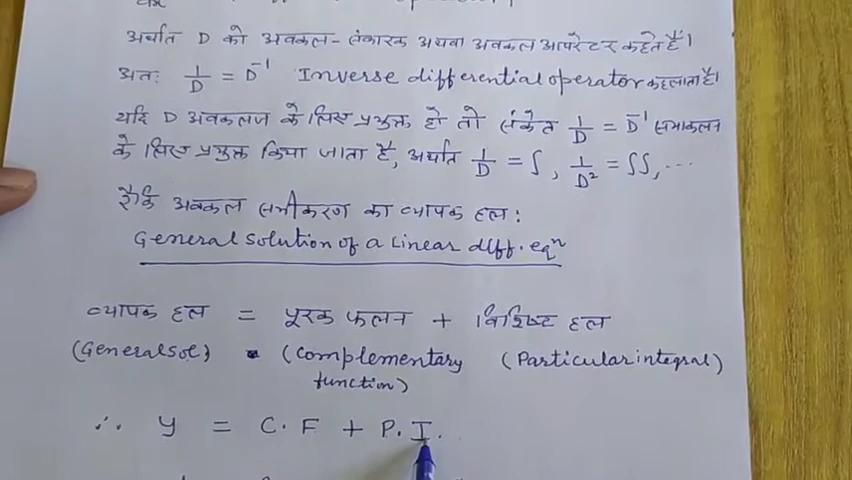 अर्थात D को अवकल-संकारक अथवा अवकल आपरेटर कहते हैं।
अतः 1/D = D⁻¹ Inverse differential operator कहलाता है।
यदि D अवकलज के लिए प्रयुक्त हो तो संकेत 1/D = D⁻¹ समाकलन
के लिए प्रयुक्त किया जाता है, अर्थात 1/D = ∫, 1/D² = ∫∫, ...
रैखिक अवकल समीकरण का व्यापक हल:
General solution of a Linear diff. eqⁿ
व्यापक हल = पूरक फलन + विशिष्ट हल
(General sol) (Complementary function) (Particular integral)
∴ y = C.F + P.I.